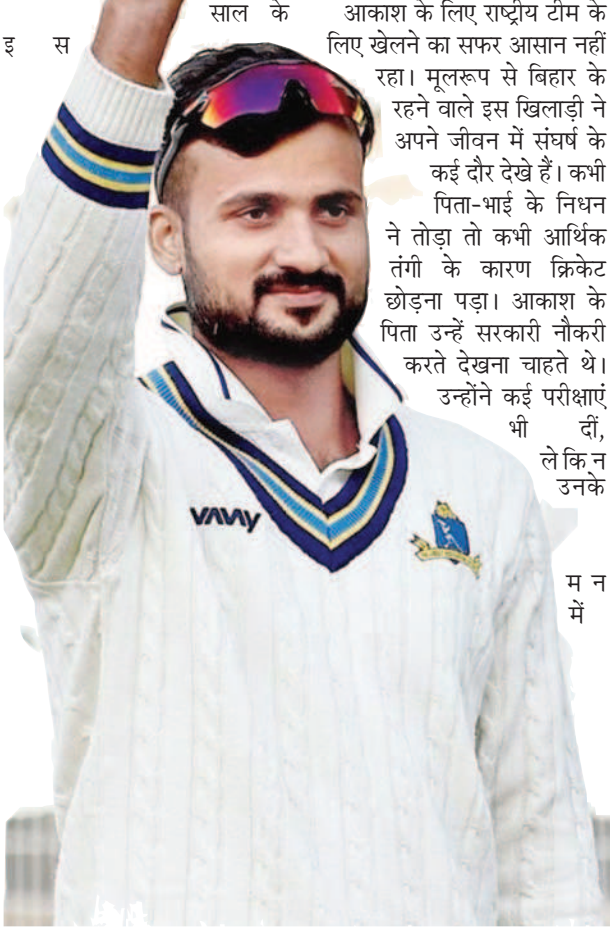 साल के
आकाश के लिए राष्ट्रीय टीम के
इ स
लिए खेलने का सफर आसान नहीं
रहा। मूलरूप से बिहार के
रहने वाले इस खिलाड़ी ने
अपने जीवन में संघर्ष के
कई दौर देखे हैं। कभी
पिता-भाई के निधन
ने तोड़ा तो कभी आर्थिक
तंगी के कारण क्रिकेट
छोड़ना पड़ा। आकाश के
पिता उन्हें सरकारी नौकरी
करते देखना चाहते थे।
उन्होंने कई परीक्षाएं
भी दीं,
लेकिन
उनके
मन
में